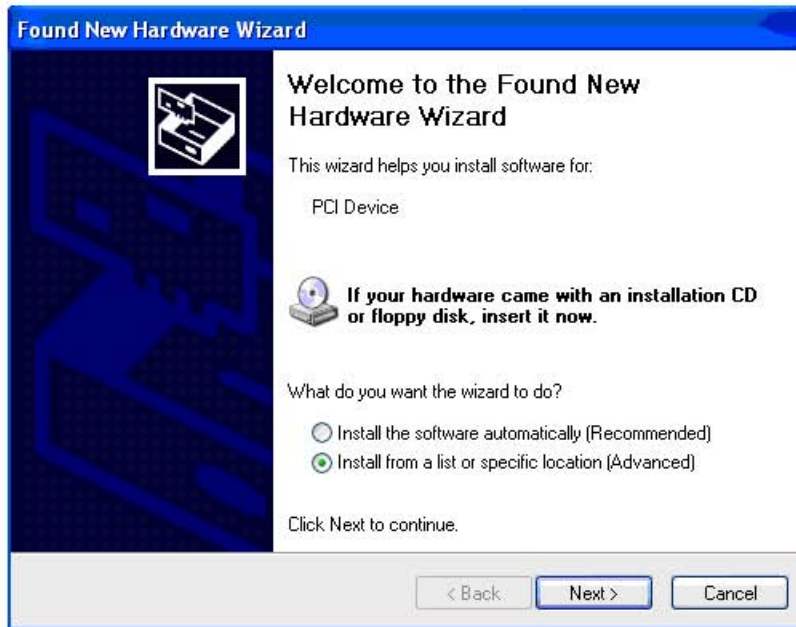 Found New Hardware Wizard
Welcome to the Found New
Hardware Wizard
This wizard helps you install software for:
PCI Device
If your hardware came with an installation CD
or floppy disk, insert it now.
What do you want the wizard to do?
Install the software automatically (Recommended)
Install from a list or specific location (Advanced)
Click Next to continue.
< Back
Next >
Cancel